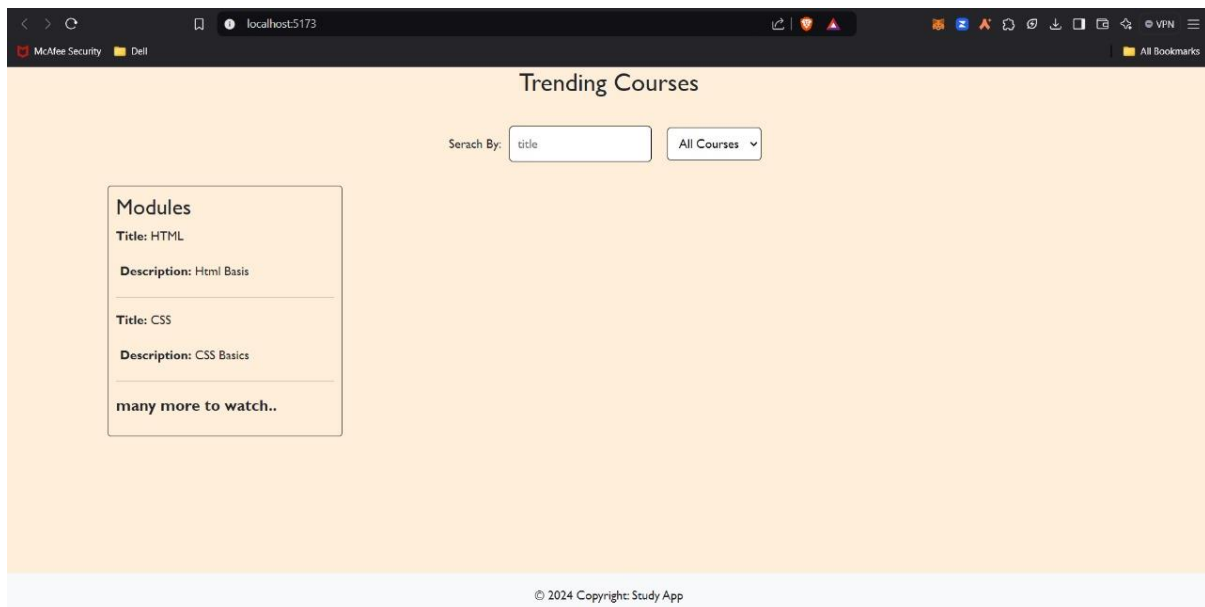 localhost:5173
VPN
McAfee Security Dell All Bookmarks
Trending Courses
Serach By: title All Courses
Modules
Title: HTML
Description: Html Basis
Title: CSS
Description: CSS Basics
many more to watch..
© 2024 Copyright: Study App